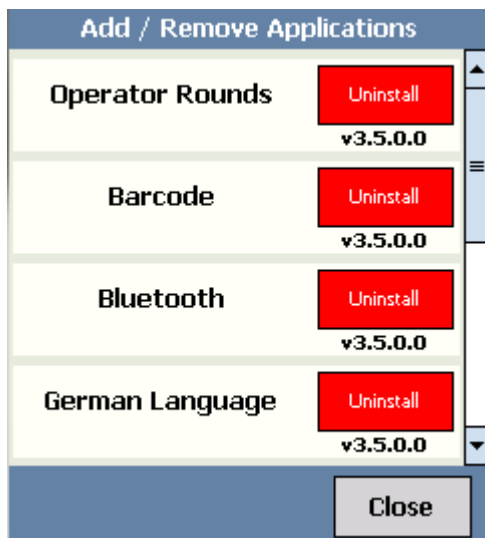 Add / Remove Applications
Operator Rounds
Uninstall
v3.5.0.0
Barcode
Uninstall
v3.5.0.0
Bluetooth
Uninstall
v3.5.0.0
German Language
Uninstall
v3.5.0.0
Close